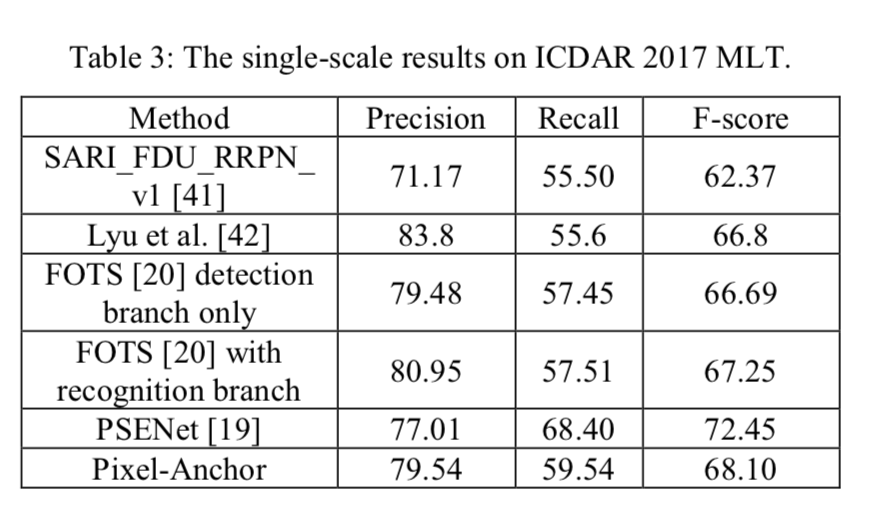 Table 3: The single-scale results on ICDAR 2017 MLT.
Method Precision Recall F-score
SARI_FDU_RRPN_
v1 [41] 71.17 55.50 62.37
Lyu et al. [42] 83.8 55.6 66.8
FOTS [20] detection
branch only 79.48 57.45 66.69
FOTS [20] with
recognition branch 80.95 57.51 67.25
PSENet [19] 77.01 68.40 72.45
Pixel-Anchor 79.54 59.54 68.10